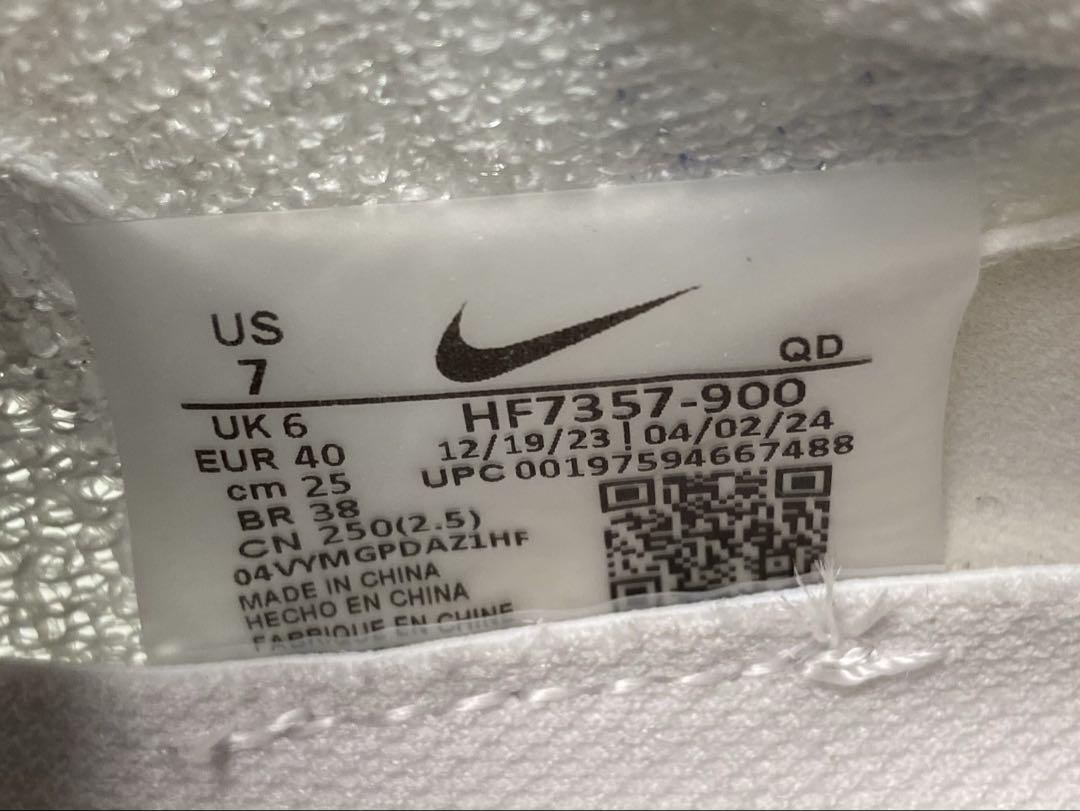 US
7
QD
UK 6
EUR 40
cm 25
BR 38
CN 250(2.5)
04VYMGPDAZ1HF
MADE IN CHINA
HECHO EN CHINA
FABRIQUE EN CHINE
HF7357-900
12/19/23 | 04/02/24
UPC 00197594667488